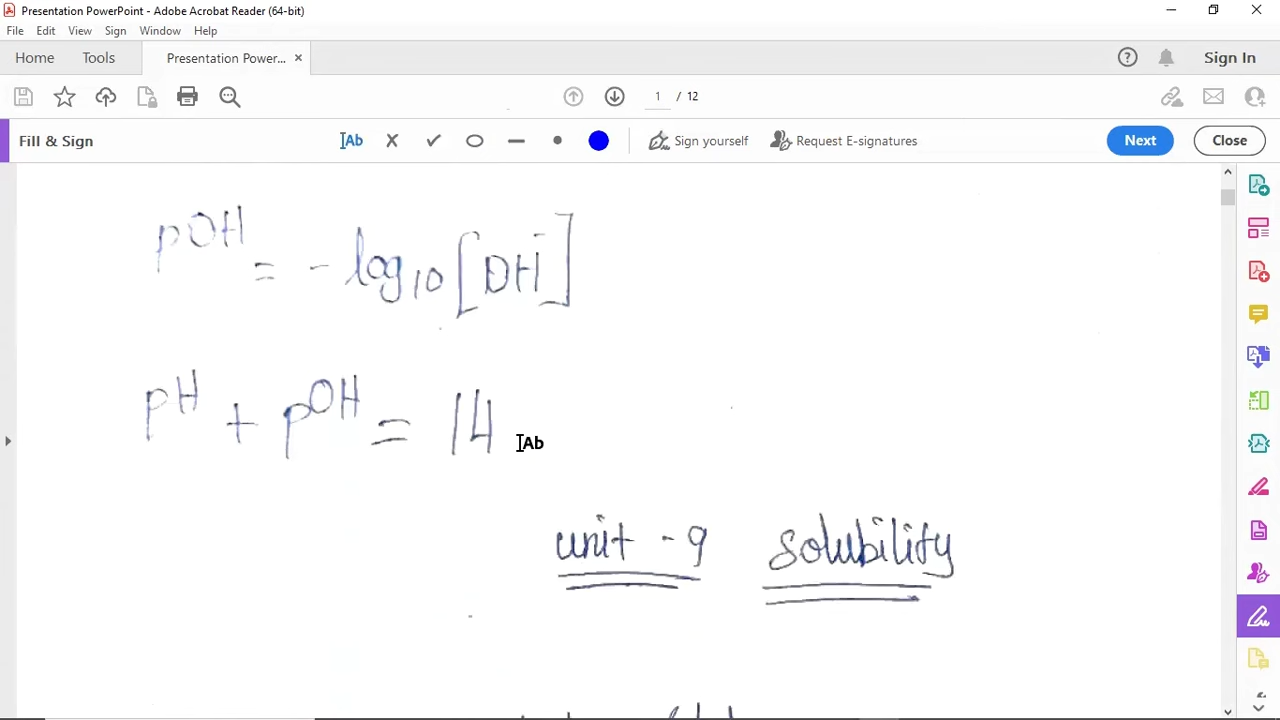 Presentation PowerPoint - Adobe Acrobat Reader (64-bit)
File Edit View Sign Window Help
Home Tools Presentation Power... × Sign In
1 / 12
Fill & Sign Ab Sign yourself Request E-signatures Next Close
pOH = - log10 [OH-]
pH + pOH = 14
Ab
unit - 9 solubility